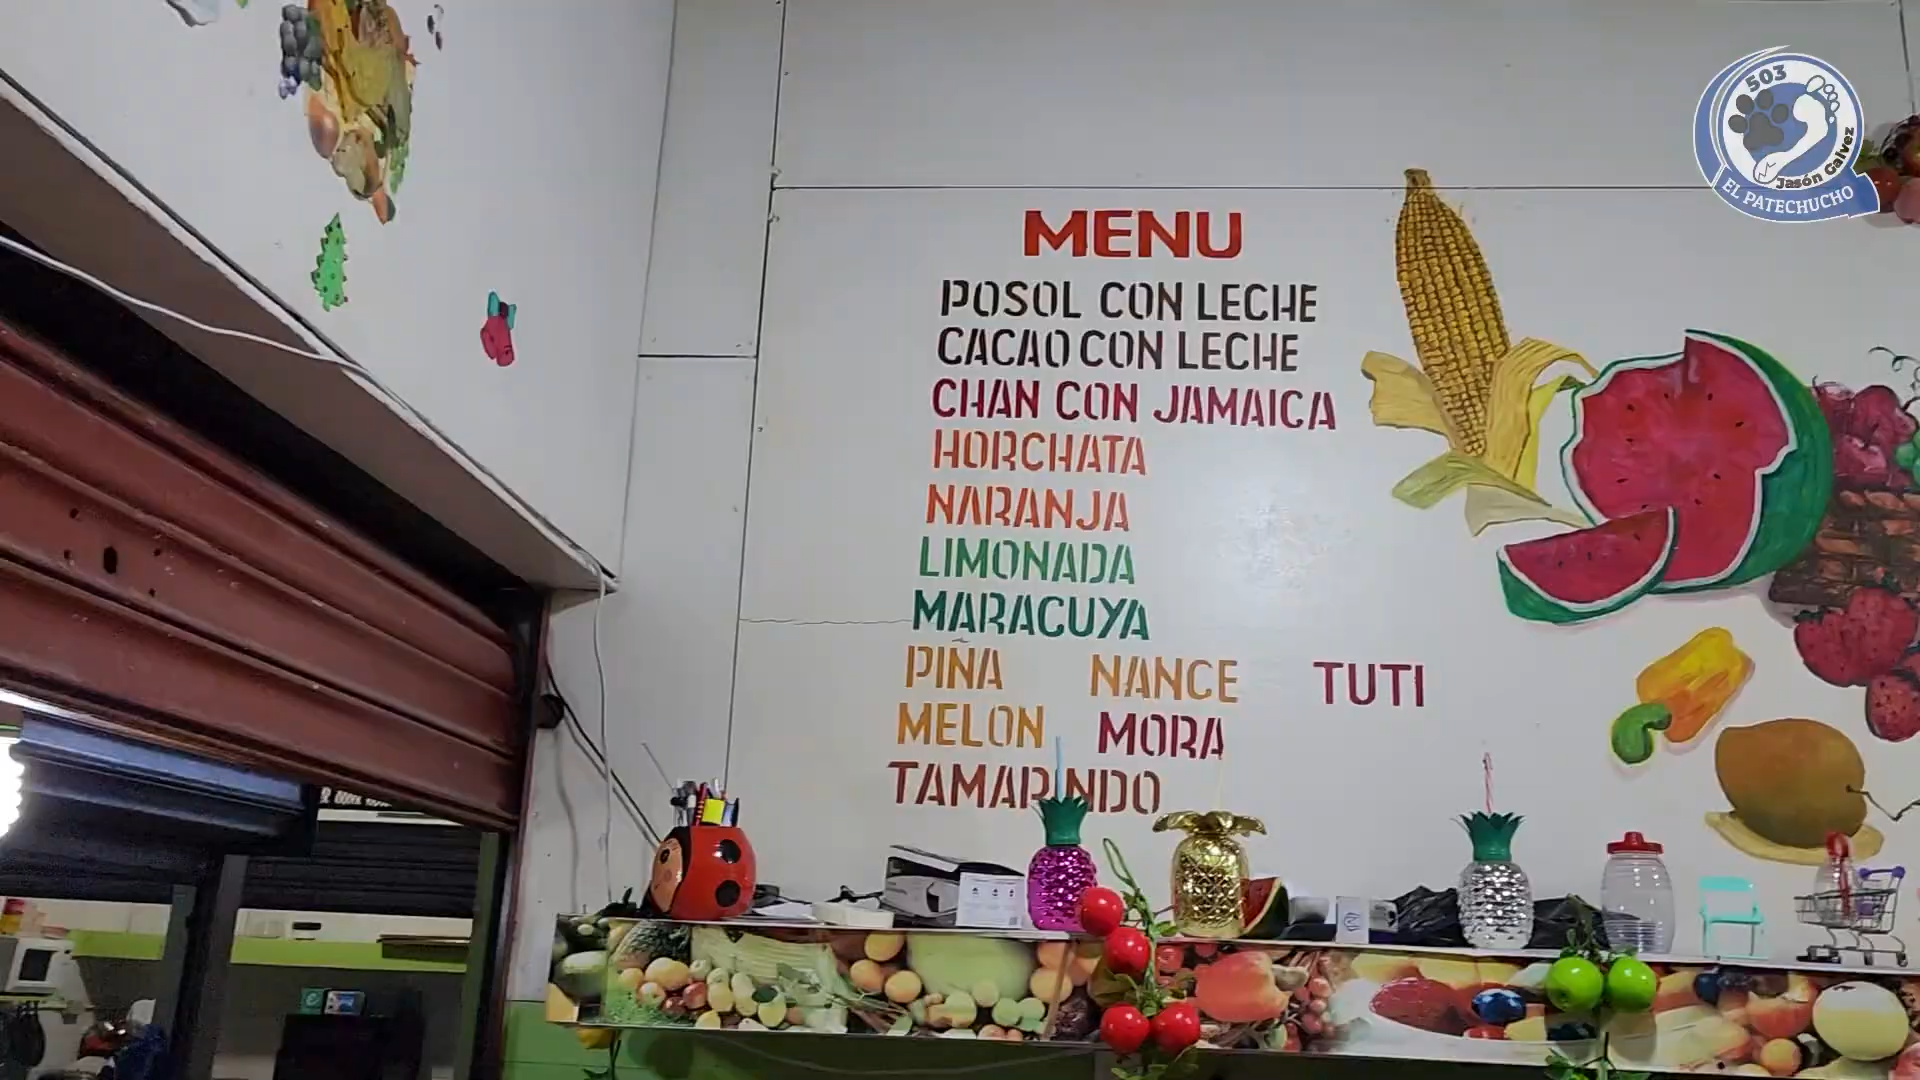 503
Jasón Galvez
EL PATECHUCHO
MENU
POSOL CON LECHE
CACAO CON LECHE
CHAN CON JAMAICA
HORCHATA
NARANJA
LIMONADA
MARACUYA
PIÑA NANCE TUTI
MELON MORA
TAMARINDO